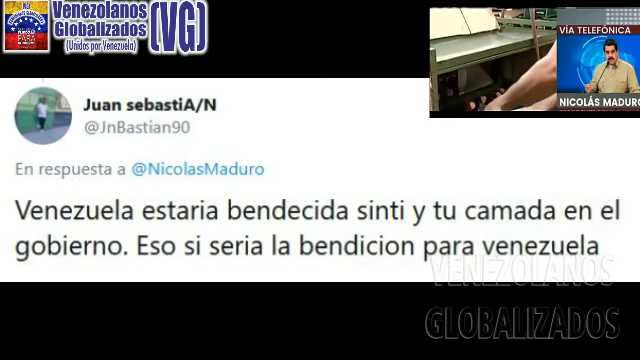 Venezolanos
Globalizados
(Unidos por Venezuela)
(VG)
VÍA TELEFÓNICA
NICOLÁS MADURO
Juan sebastiA/N
@JnBastian90
En respuesta a @NicolasMaduro
Venezuela estaria bendecida sinti y tu camada en el
gobierno. Eso si seria la bendicion para venezuela
VENEZOLANOS
GLOBALIZADOS